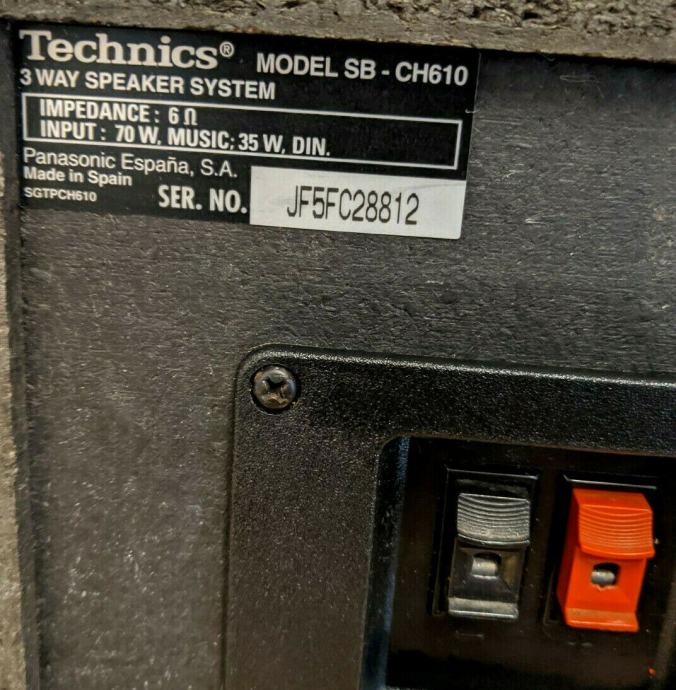 Technics® MODEL SB - CH610
3 WAY SPEAKER SYSTEM
IMPEDANCE : 6 Ω
INPUT : 70 W, MUSIC; 35 W, DIN.
Panasonic España, S.A.
Made in Spain
SGTPCH610 SER. NO. JF5FC28812